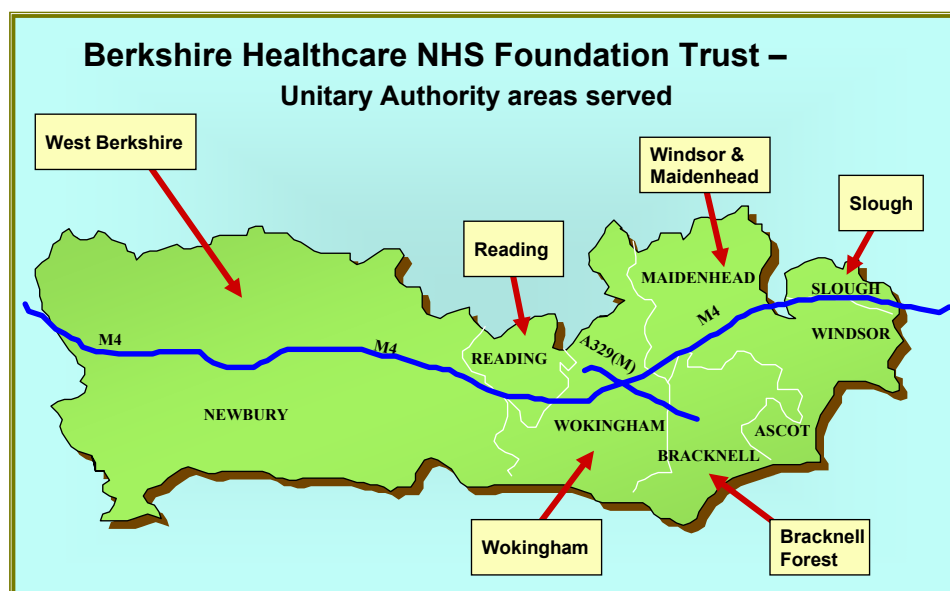 Berkshire Healthcare NHS Foundation Trust –
Unitary Authority areas served
West Berkshire
Windsor &
Maidenhead
Slough
Reading
MAIDENHEAD
SLOUGH
M4
WINDSOR
A329(M)
M4
M4
READING
NEWBURY
WOKINGHAM
ASCOT
BRACKNELL
Wokingham
Bracknell
Forest